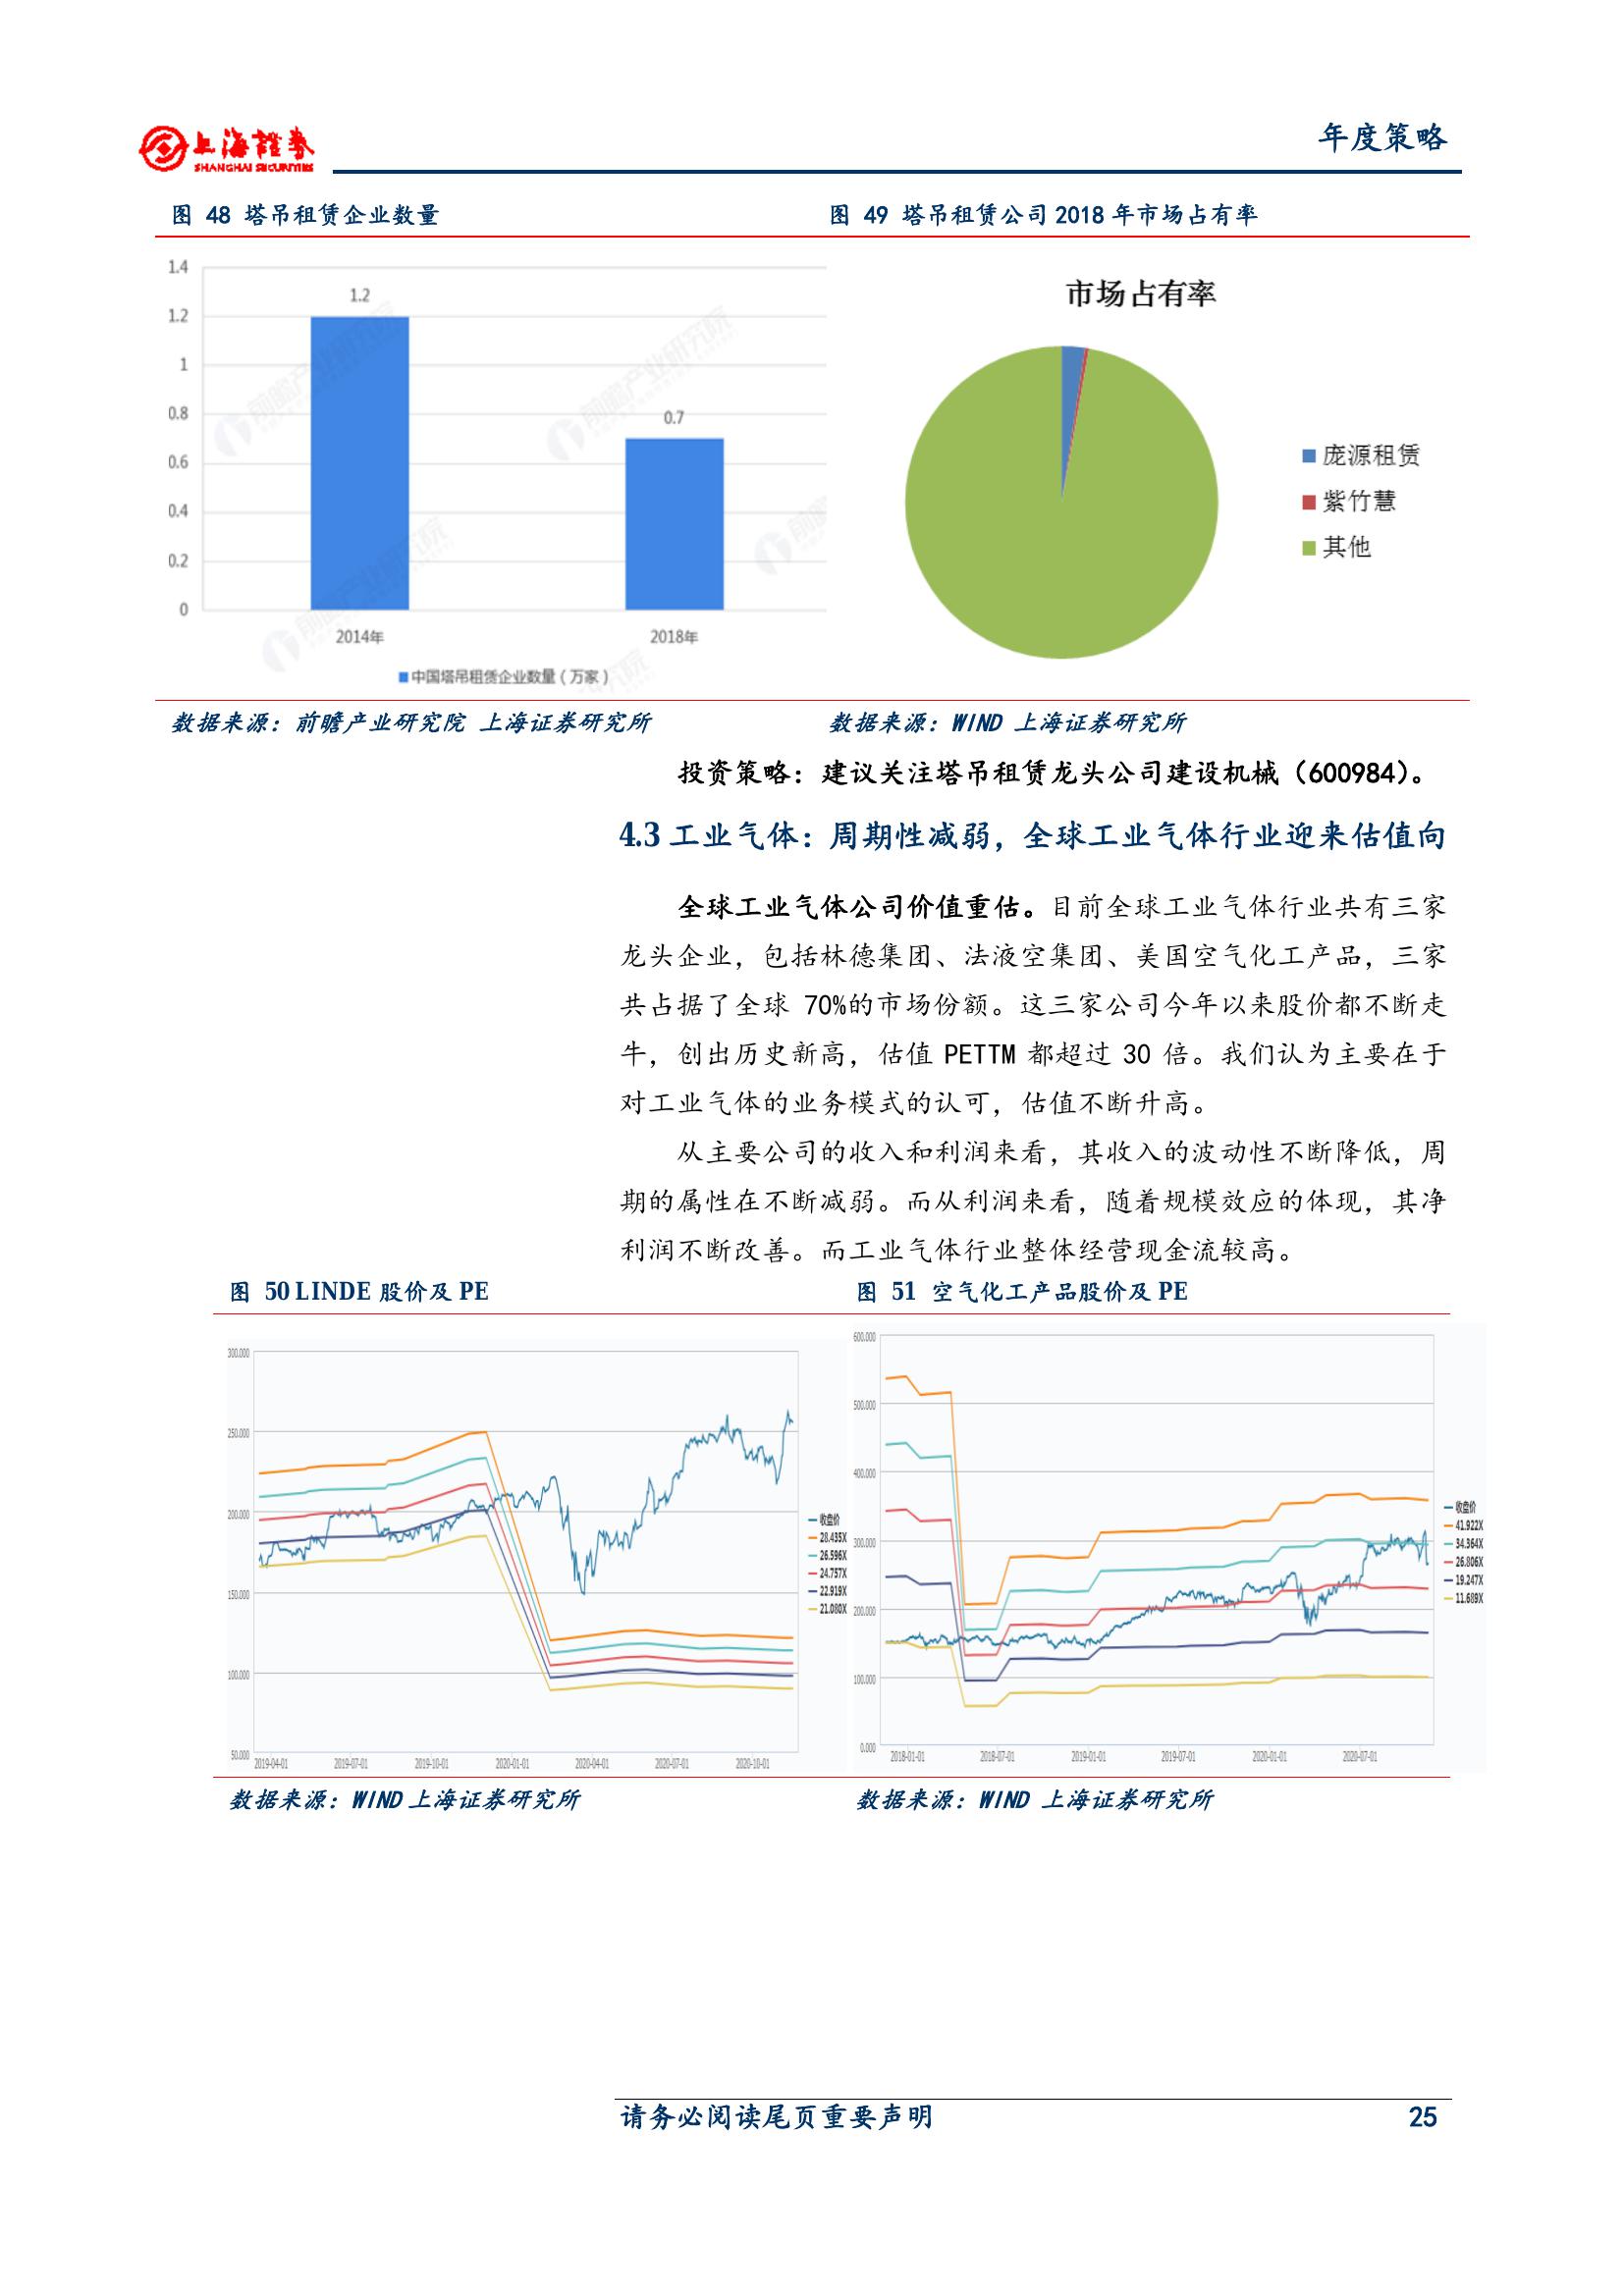 上海證券
SHANGHAI SECURITIES
年度策略
图 48 塔吊租赁企业数量
图 49 塔吊租赁公司 2018 年市场占有率
1.4
1.2
1
0.8
0.6
0.4
0.2
0
1.2
0.7
2014年
2018年
中国塔吊租赁企业数量（万家）
前瞻产业研究院
前瞻产业研究院
市场占有率
庞源租赁
紫竹慧
其他
数据来源：前瞻产业研究院 上海证券研究所
数据来源：WIND 上海证券研究所
投资策略：建议关注塔吊租赁龙头公司建设机械（600984）。
4.3 工业气体：周期性减弱，全球工业气体行业迎来估值向
全球工业气体公司价值重估。目前全球工业气体行业共有三家
龙头企业，包括林德集团、法液空集团、美国空气化工产品，三家
共占据了全球 70%的市场份额。这三家公司今年以来股价都不断走
牛，创出历史新高，估值 PETTM 都超过 30 倍。我们认为主要在于
对工业气体的业务模式的认可，估值不断升高。
从主要公司的收入和利润来看，其收入的波动性不断降低，周
期的属性在不断减弱。而从利润来看，随着规模效应的体现，其净
利润不断改善。而工业气体行业整体经营现金流较高。
图 50 LINDE 股价及 PE
图 51 空气化工产品股价及 PE
300.000
250.000
200.000
150.000
100.000
50.000
2019-04-01
2019-07-01
2019-10-01
2020-01-01
2020-04-01
2020-07-01
2020-10-01
收盘价
28.435X
26.596X
24.757X
22.919X
21.080X
600.000
500.000
400.000
300.000
200.000
100.000
0.000
2018-01-01
2018-07-01
2019-01-01
2019-07-01
2020-01-01
2020-07-01
收盘价
41.922X
34.364X
26.806X
19.247X
11.689X
数据来源：WIND 上海证券研究所
数据来源：WIND 上海证券研究所
请务必阅读尾页重要声明
25